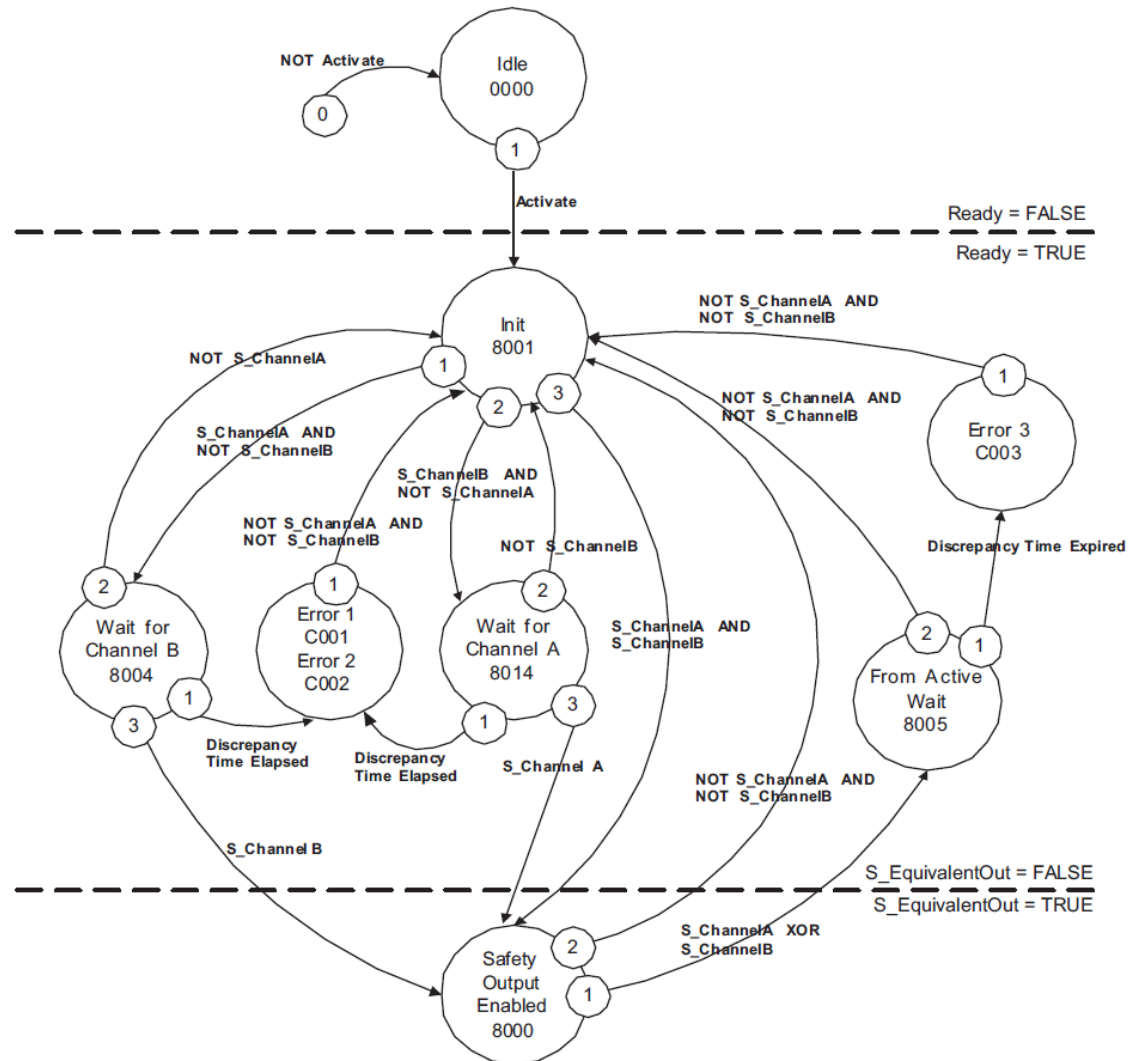 NOT Activate
Idle
0000
0
1
Activate
Ready = FALSE
Ready = TRUE
Init
8001
1
2
3
NOT S_ChannelA
S_ChannelA AND
NOT S_ChannelB
S_ChannelB AND
NOT S_ChannelA
NOT S_ChannelA AND
NOT S_ChannelB
NOT S_ChannelB
NOT S_ChannelA AND
NOT S_ChannelB
NOT S_ChannelA AND
NOT S_ChannelB
1
Error 3
C003
Discrepancy Time Expired
2
Wait for
Channel B
8004
1
3
1
Error 1
C001
Error 2
C002
2
Wait for
Channel A
8014
1
3
S_ChannelA AND
S_ChannelB
2
1
From Active
Wait
8005
Discrepancy
Time Elapsed
Discrepancy
Time Elapsed
S_Channel A
NOT S_ChannelA AND
NOT S_ChannelB
S_Channel B
S_EquivalentOut = FALSE
S_EquivalentOut = TRUE
S_ChannelA XOR
S_ChannelB
Safety
Output
Enabled
8000
2
1